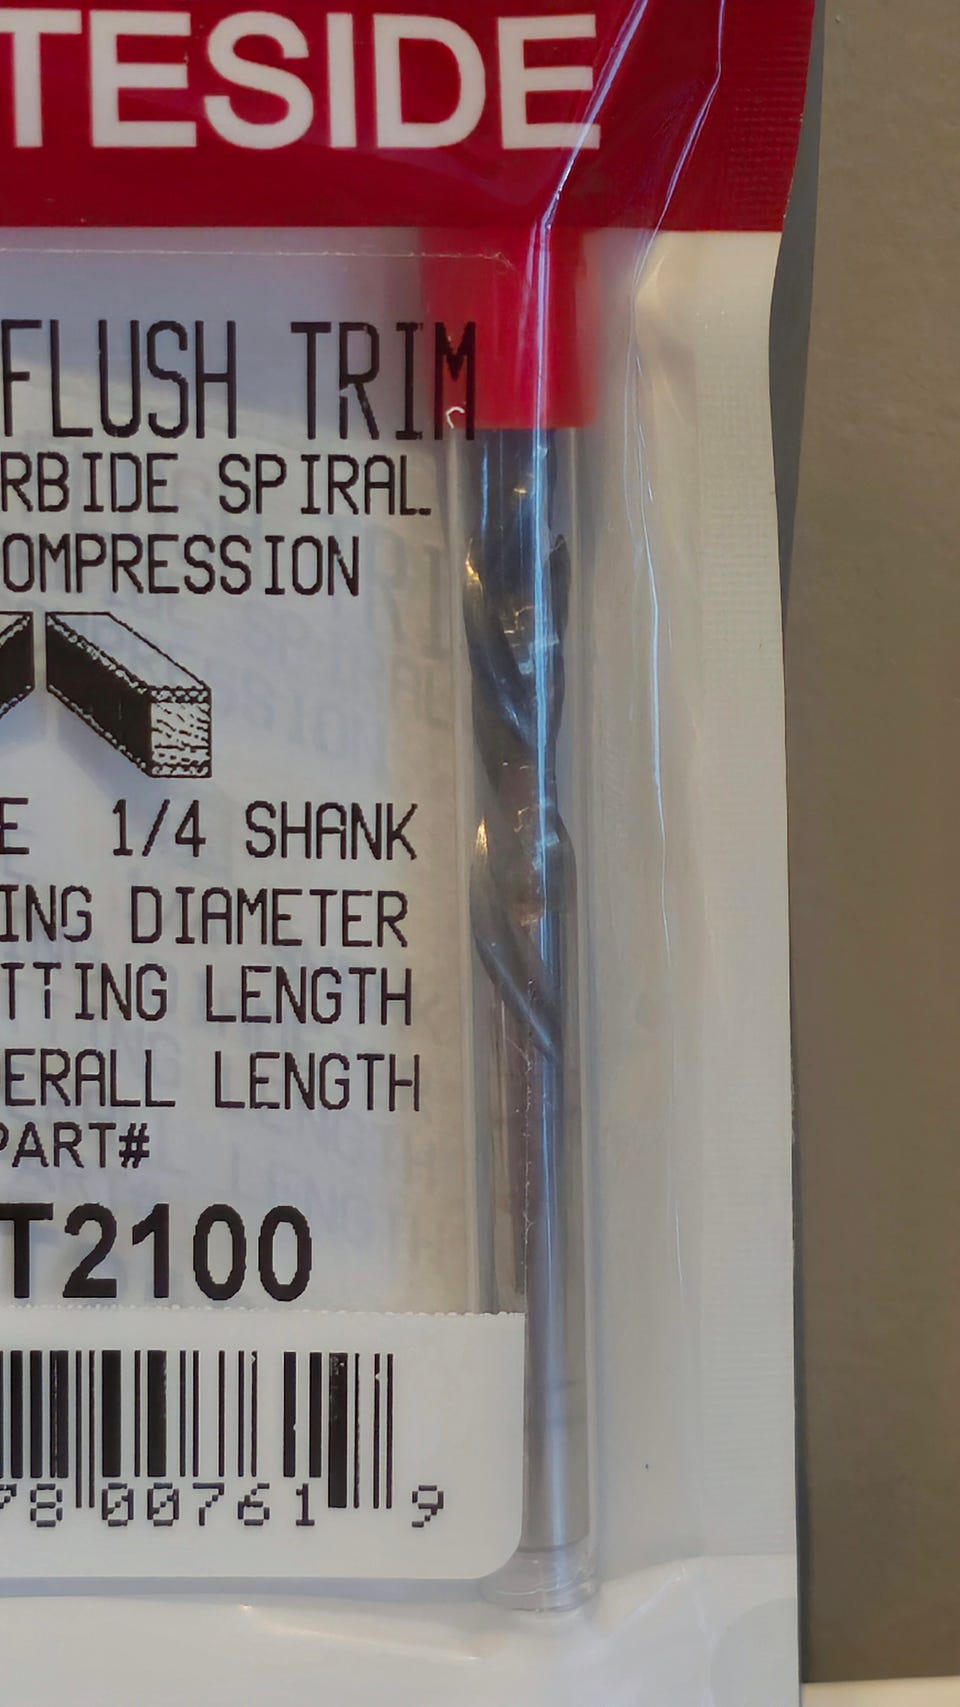 TESIDE
FLUSH TRIM
RBIDE SPIRAL
OMPRESSION
E 1/4 SHANK
ING DIAMETER
TTING LENGTH
ERALL LENGTH
PART#
T2100
78 00761 9